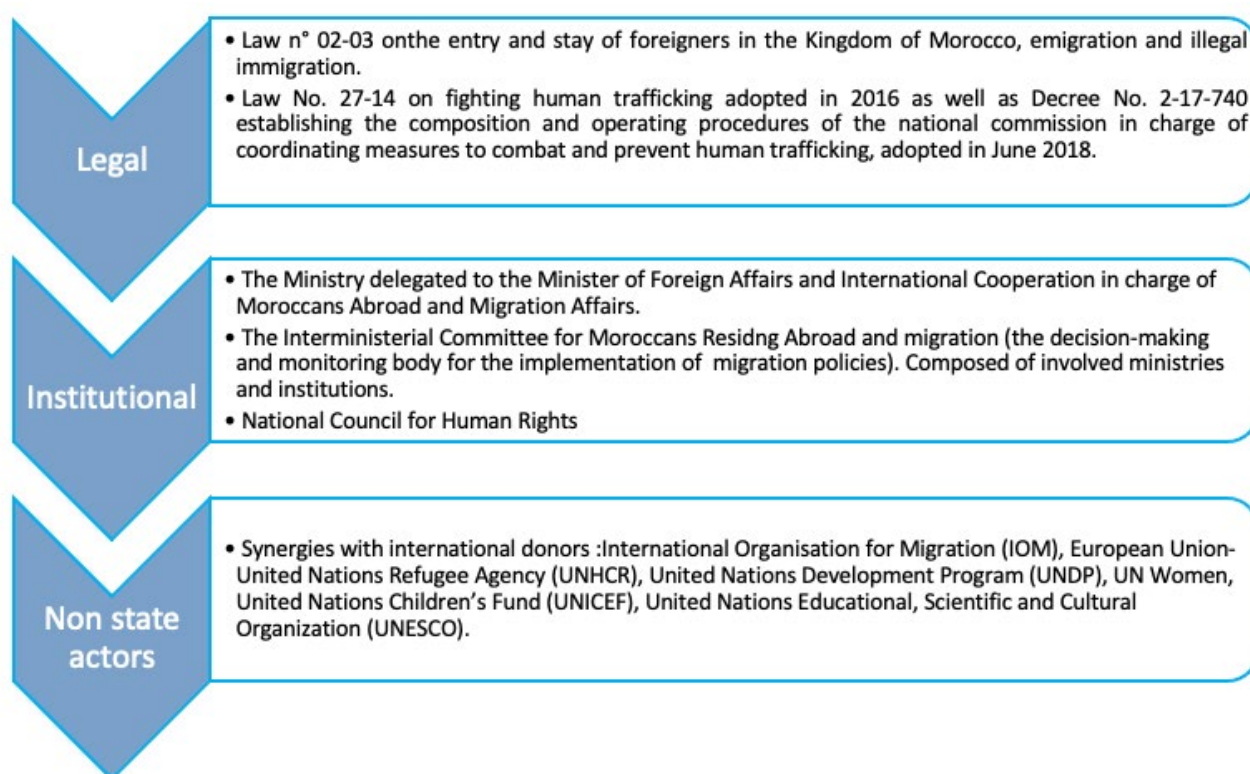 Legal
• Law n° 02-03 onthe entry and stay of foreigners in the Kingdom of Morocco, emigration and illegal
immigration.
• Law No. 27-14 on fighting human trafficking adopted in 2016 as well as Decree No. 2-17-740
establishing the composition and operating procedures of the national commission in charge of
coordinating measures to combat and prevent human trafficking, adopted in June 2018.
Institutional
• The Ministry delegated to the Minister of Foreign Affairs and International Cooperation in charge of
Moroccans Abroad and Migration Affairs.
• The Interministerial Committee for Moroccans Residng Abroad and migration (the decision-making
and monitoring body for the implementation of migration policies). Composed of involved ministries
and institutions.
• National Council for Human Rights
Non state
actors
• Synergies with international donors :International Organisation for Migration (IOM), European Union-
United Nations Refugee Agency (UNHCR), United Nations Development Program (UNDP), UN Women,
United Nations Children’s Fund (UNICEF), United Nations Educational, Scientific and Cultural
Organization (UNESCO).